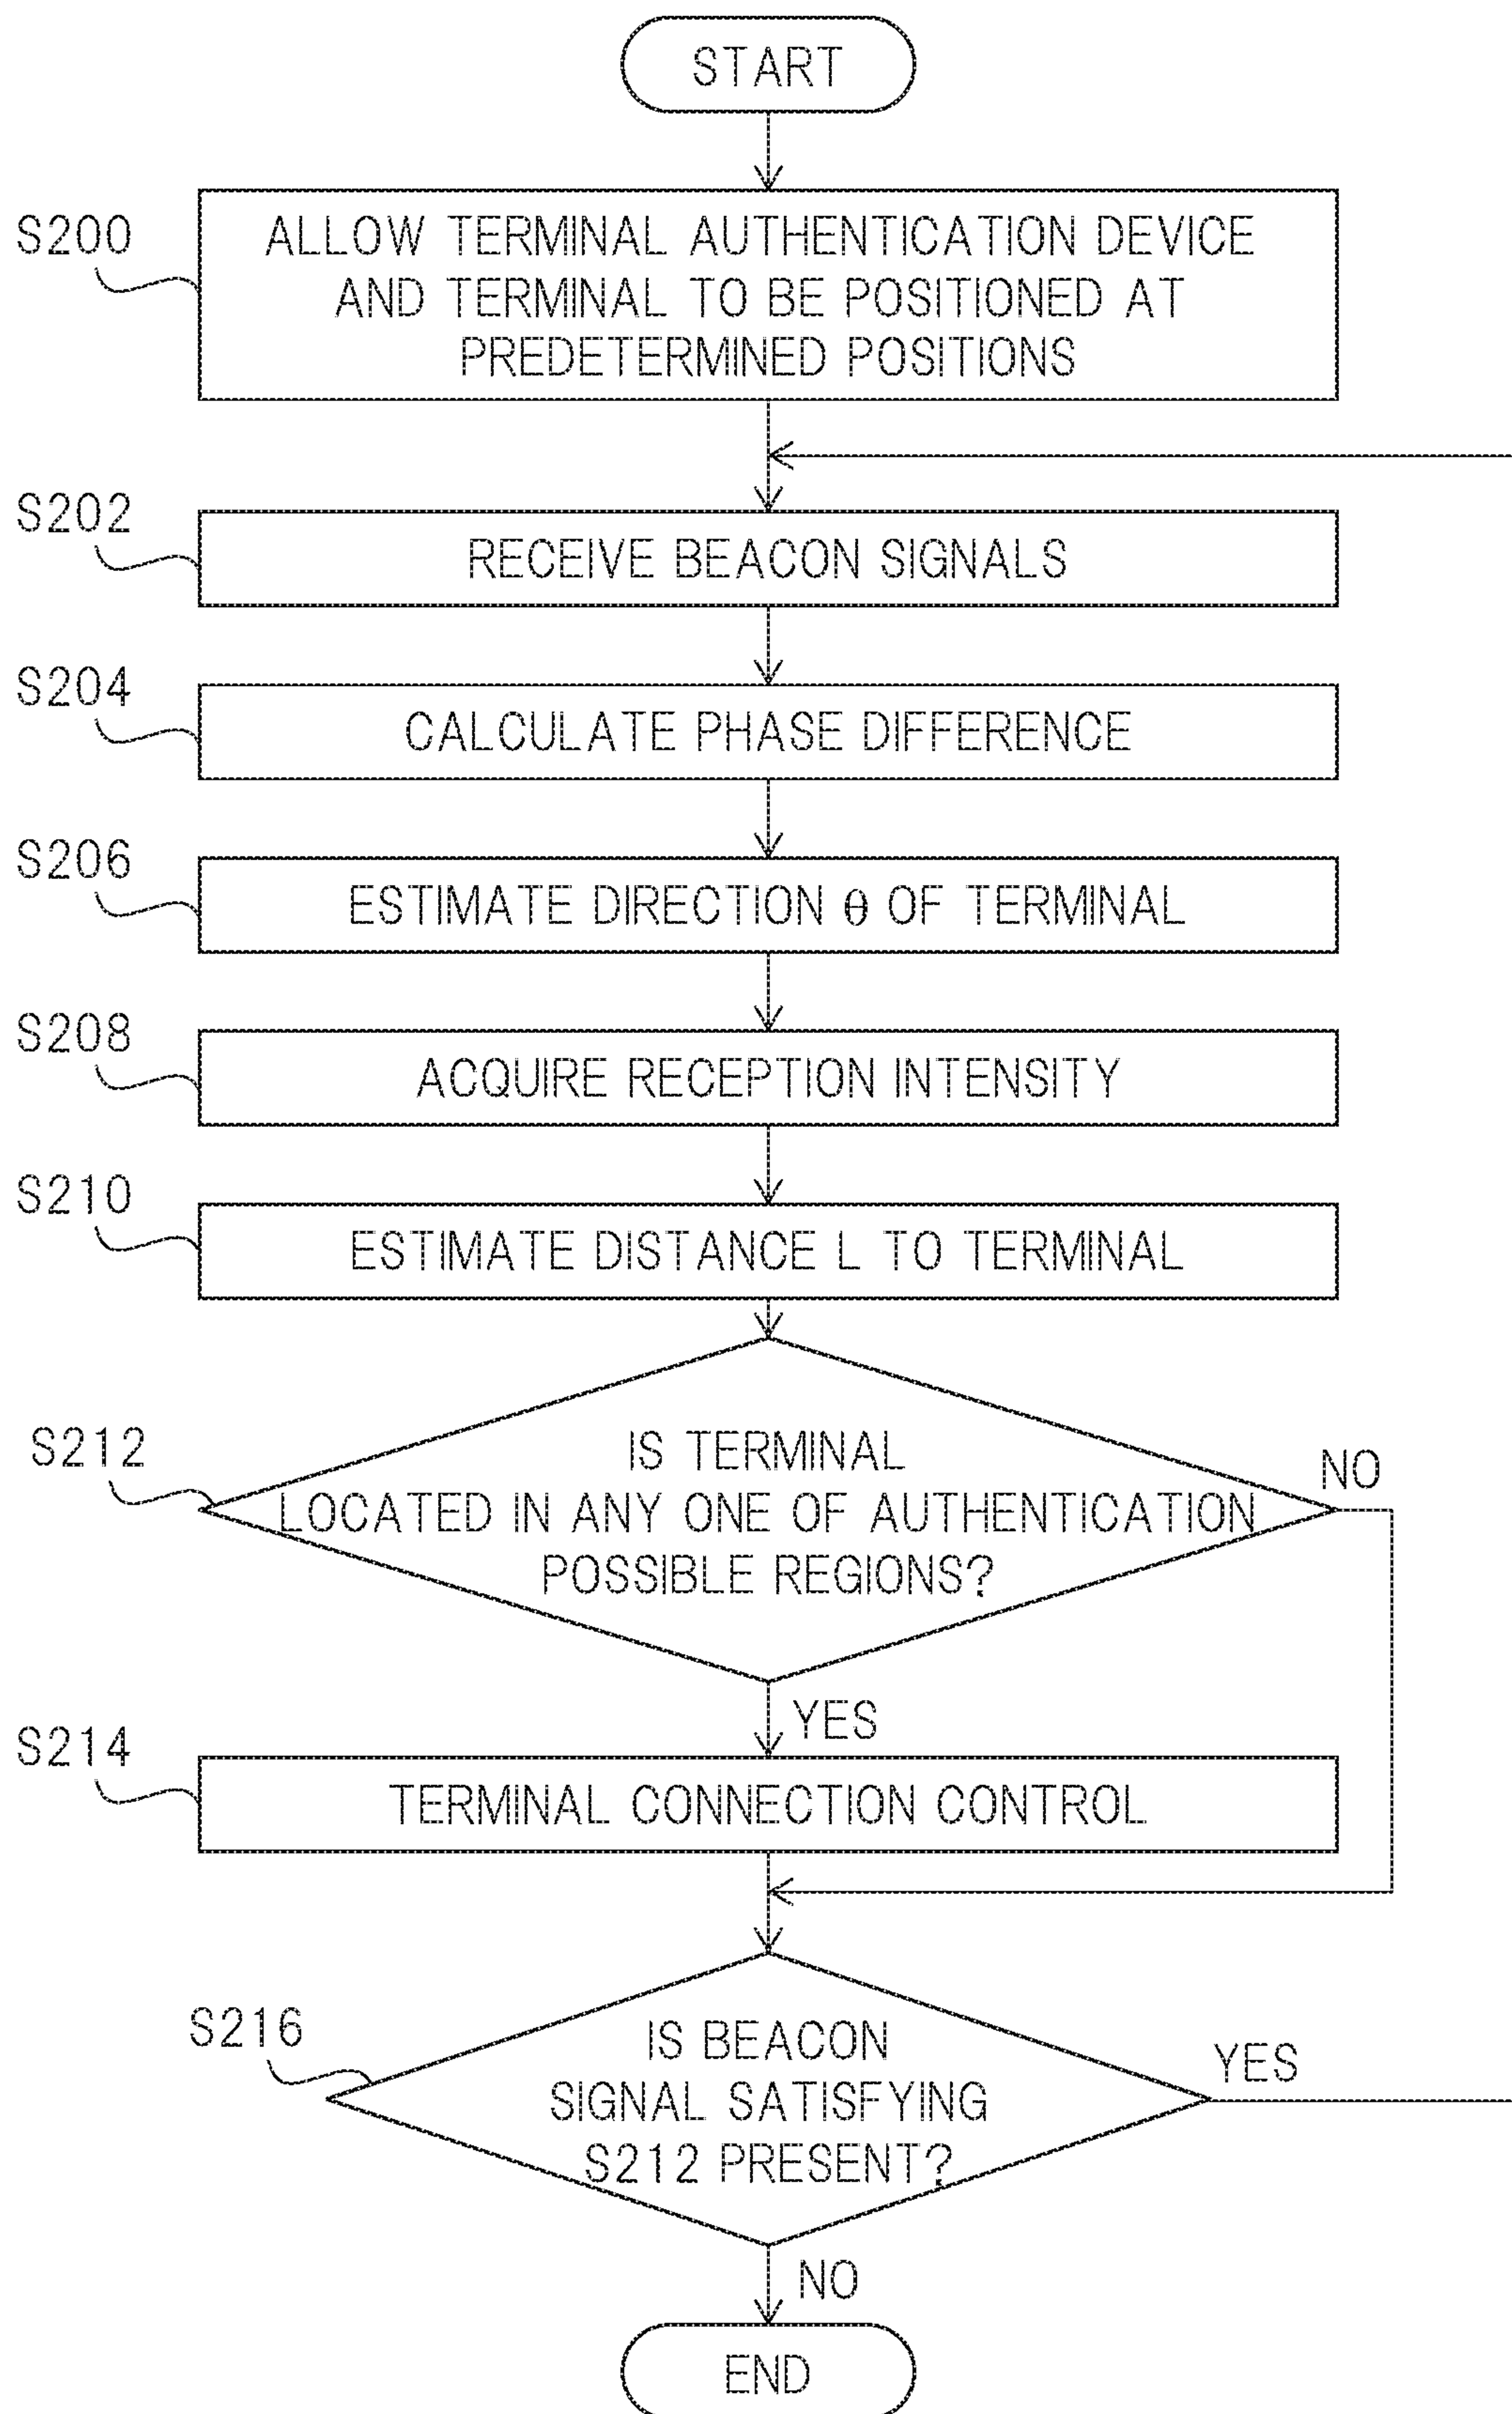 START
S200
ALLOW TERMINAL AUTHENTICATION DEVICE
AND TERMINAL TO BE POSITIONED AT
PREDETERMINED POSITIONS
S202
RECEIVE BEACON SIGNALS
S204
CALCULATE PHASE DIFFERENCE
S206
ESTIMATE DIRECTION θ OF TERMINAL
S208
ACQUIRE RECEPTION INTENSITY
S210
ESTIMATE DISTANCE L TO TERMINAL
S212
IS TERMINAL
LOCATED IN ANY ONE OF AUTHENTICATION
POSSIBLE REGIONS?
NO
YES
S214
TERMINAL CONNECTION CONTROL
S216
IS BEACON
SIGNAL SATISFYING
S212 PRESENT?
YES
NO
END